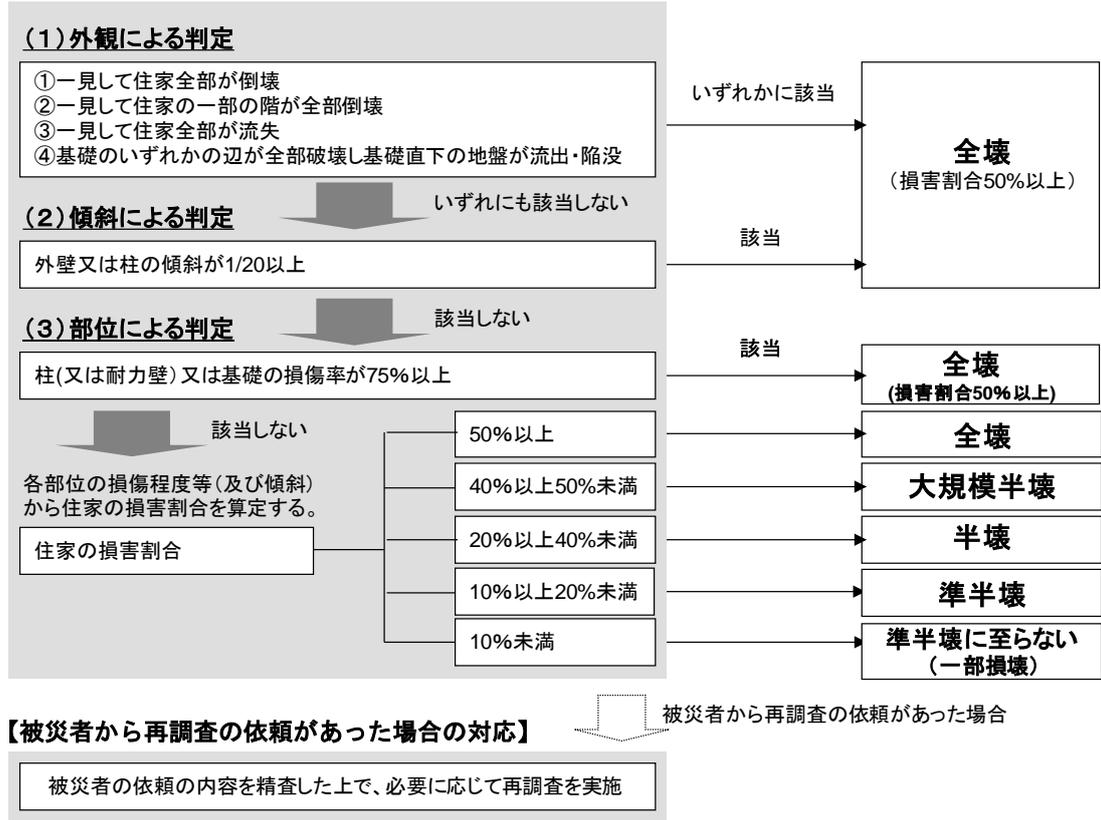 (1)外観による判定
①一見して住家全部が倒壊
②一見して住家の一部の階が全部倒壊
③一見して住家全部が流失
④基礎のいずれかの辺が全部破壊し基礎直下の地盤が流出・陥没
いずれかに該当
全壊
(損害割合50%以上)
いずれにも該当しない
(2)傾斜による判定
外壁又は柱の傾斜が1/20以上
該当
該当しない
(3)部位による判定
柱(又は耐力壁)又は基礎の損傷率が75%以上
該当
全壊
(損害割合50%以上)
該当しない
各部位の損傷程度等(及び傾斜)
から住家の損害割合を算定する。
住家の損害割合
50%以上
全壊
40%以上50%未満
大規模半壊
20%以上40%未満
半壊
10%以上20%未満
準半壊
10%未満
準半壊に至らない
(一部損壊)
被災者から再調査の依頼があった場合
【被災者から再調査の依頼があった場合の対応】
被災者の依頼の内容を精査した上で、必要に応じて再調査を実施